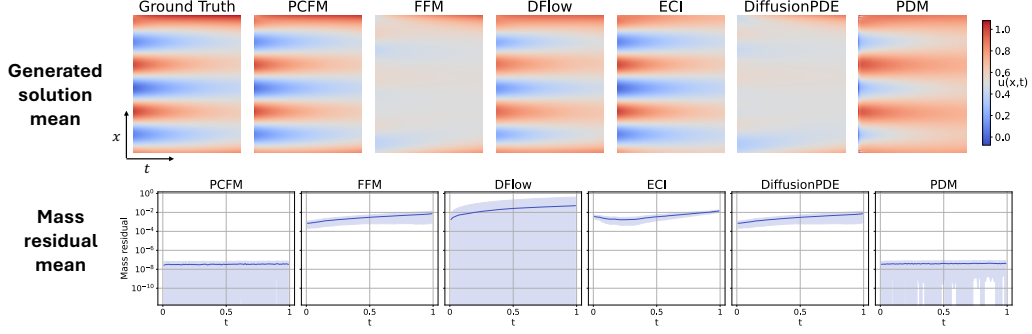 Ground Truth PCFM FFM DFlow ECI DiffusionPDE PDM
Generated
solution
mean
x
t
1.0
0.8
0.6
0.4
0.2
0.0
u(x,t)
Mass
residual
mean
PCFM FFM DFlow ECI DiffusionPDE PDM
Mass residual
10⁰
10⁻²
10⁻⁴
10⁻⁶
10⁻⁸
10⁻¹⁰
0 0.5 1 0 0.5 1 0 0.5 1 0 0.5 1 0 0.5 1 0 0.5 1
t t t t t t